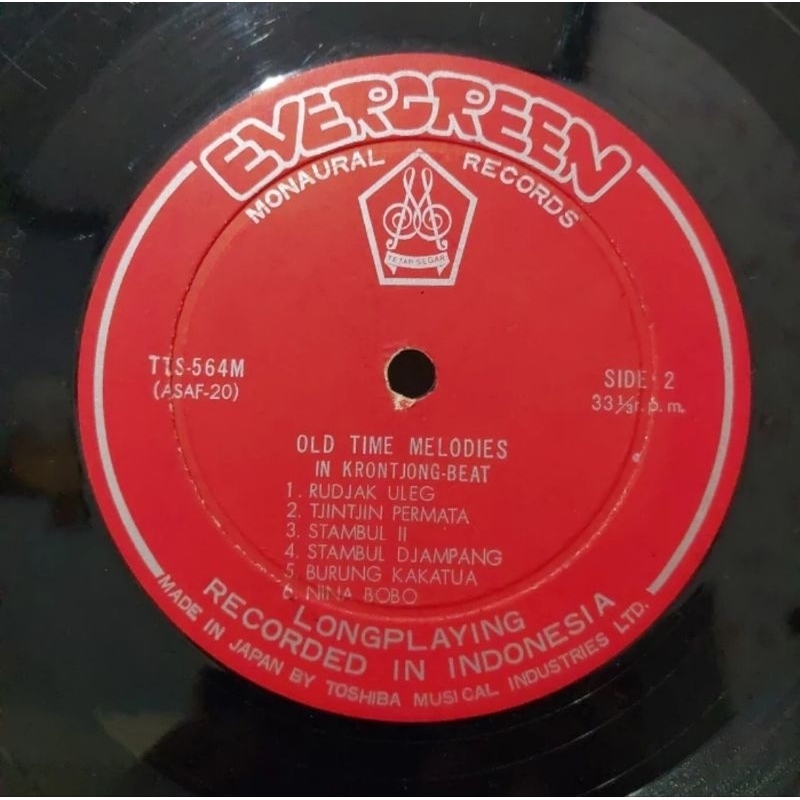 EVERGREEN
MONAURAL RECORDS
TETAP SEGAR
TTS-564M
(ASAF-20)
SIDE 2
33⅓ r.p.m.
OLD TIME MELODIES
IN KRONTJONG-BEAT
1. RUDJAK ULEG
2. TJINTJIN PERMATA
3. STAMBUL II
4. STAMBUL DJAMPANG
5. BURUNG KAKATUA
6. NINA BOBO
LONGPLAYING
RECORDED IN INDONESIA
MADE IN JAPAN BY TOSHIBA MUSICAL INDUSTRIES LTD.